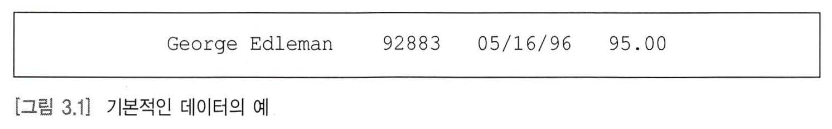 George Edleman 92883 05/16/96 95.00
[그림 3.1] 기본적인 데이터의 예